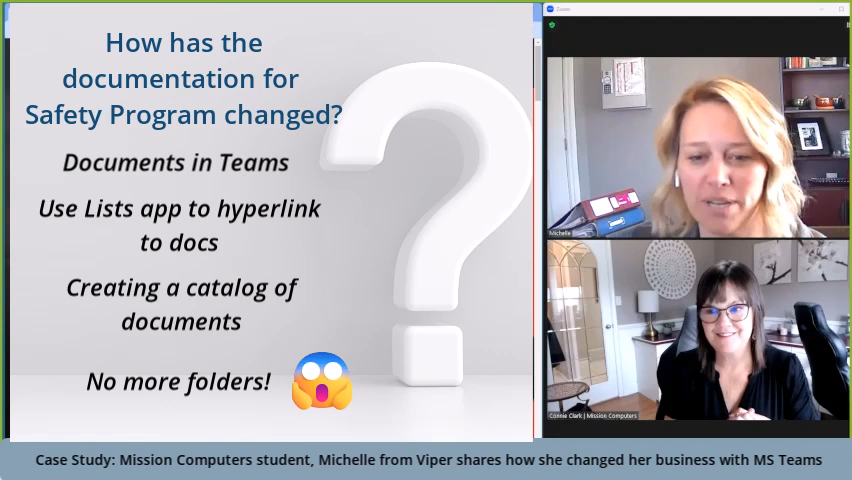 How has the
documentation for
Safety Program changed?
Documents in Teams
Use Lists app to hyperlink
to docs
Creating a catalog of
documents
No more folders!
Michelle
Connie Clark | Mission Computers
Case Study: Mission Computers student, Michelle from Viper shares how she changed her business with MS Teams